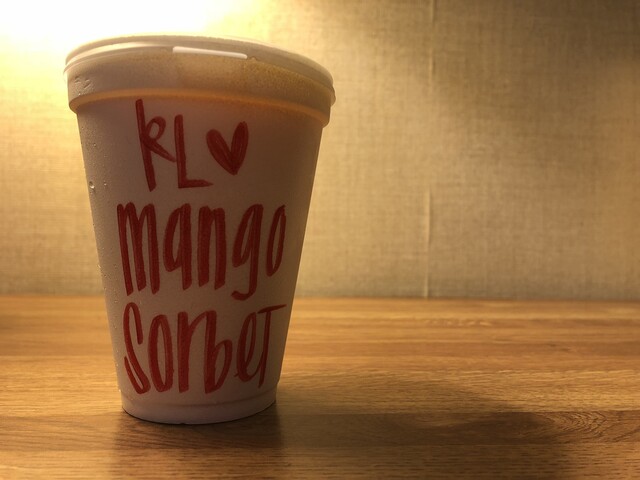 KL ♥
mango
sorbet